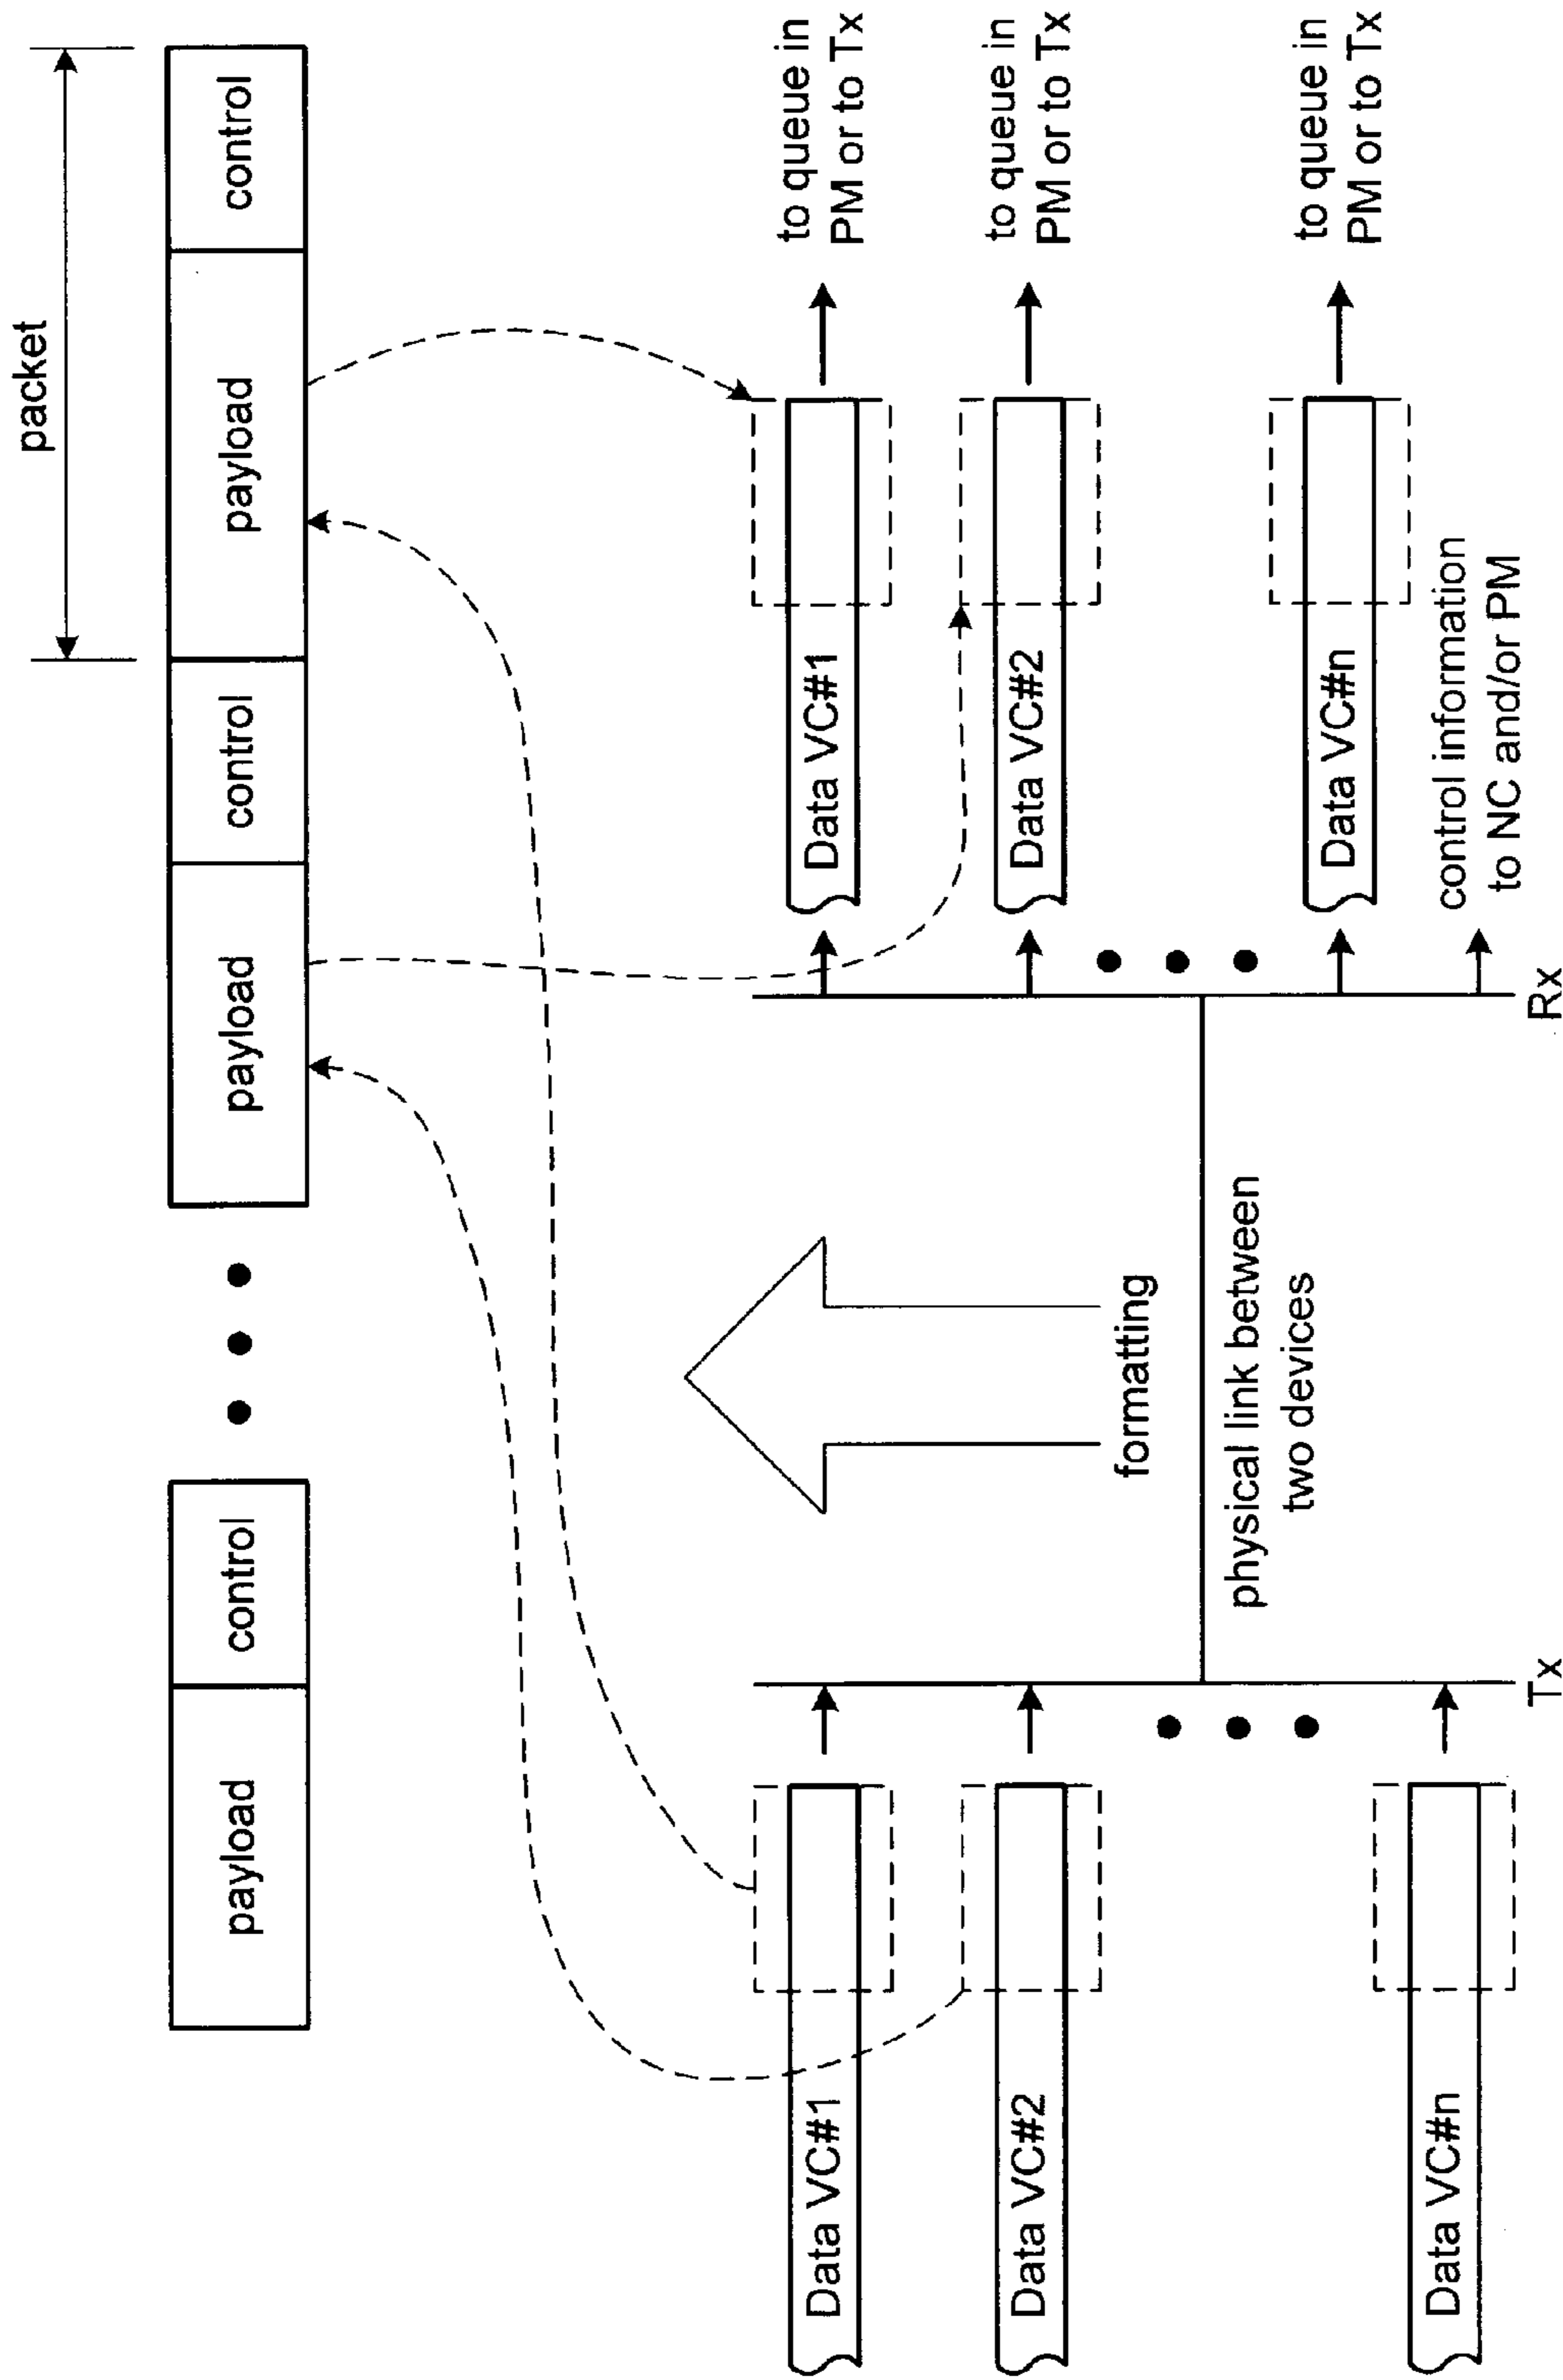 packet
payload
control
payload
control
payload
control
Data VC#1
Data VC#2
Data VC#n
Tx
formatting
physical link between
two devices
Rx
Data VC#1
Data VC#2
Data VC#n
control information
to NC and/or PM
to queue in
PM or to Tx
to queue in
PM or to Tx
to queue in
PM or to Tx